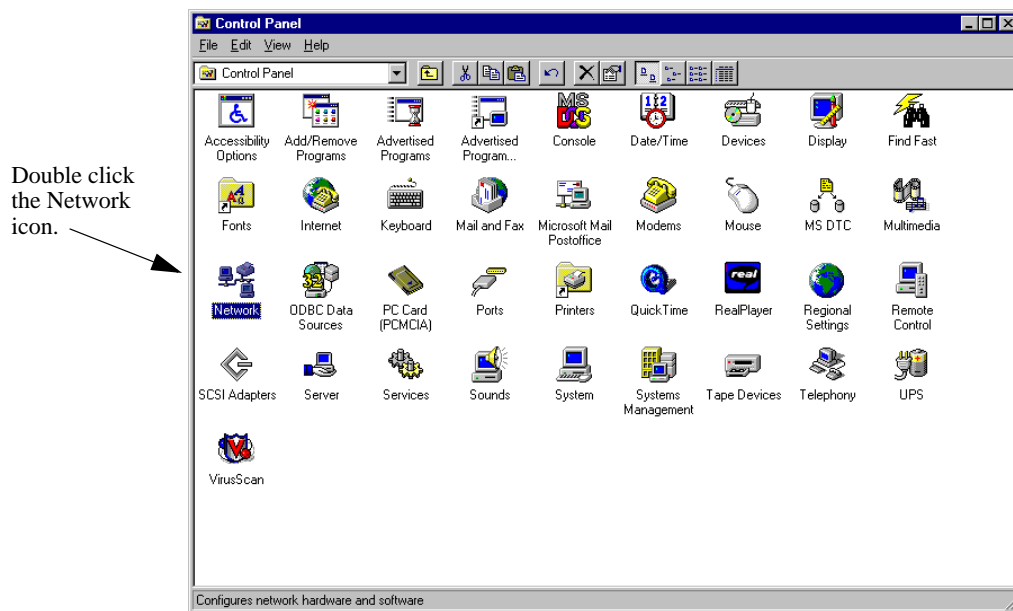 Control Panel
File Edit View Help
Control Panel
Accessibility Options
Add/Remove Programs
Advertised Programs
Advertised Program...
MS DOS
Console
Date/Time
Devices
Display
Find Fast
Double click
the Network
icon.
Fonts
Internet
Keyboard
Mail and Fax
Microsoft Mail Postoffice
Modems
Mouse
MS DTC
Multimedia
Network
32
ODBC Data Sources
PC Card (PCMCIA)
Ports
Printers
QuickTime
real
RealPlayer
Regional Settings
Remote Control
SCSI Adapters
Server
Services
Sounds
System
Systems Management
Tape Devices
Telephony
UPS
VirusScan
Configures network hardware and software